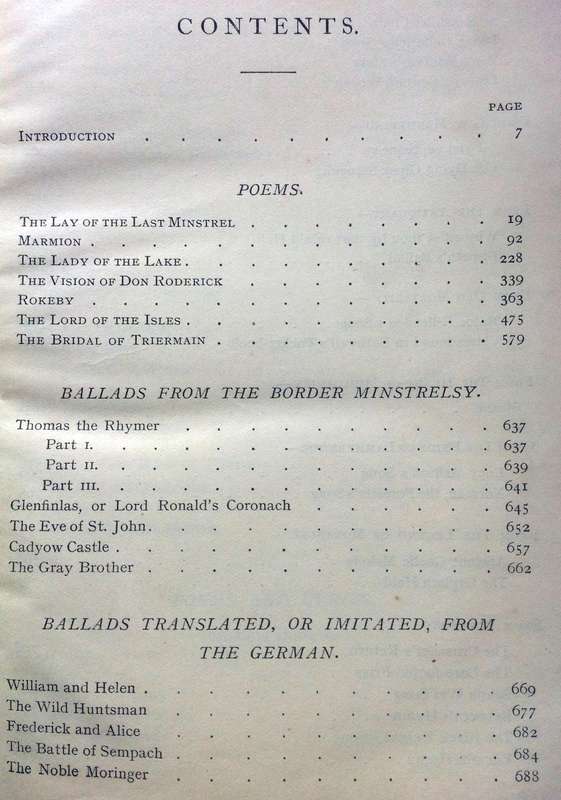 CONTENTS.
PAGE
INTRODUCTION . . . . . . . . . . 7
POEMS.
THE LAY OF THE LAST MINSTREL . . . . . . . 19
MARMION . . . . . . . . . . . 92
THE LADY OF THE LAKE . . . . . . . . 228
THE VISION OF DON RODERICK . . . . . . . 339
ROKEBY . . . . . . . . . . . 363
THE LORD OF THE ISLES . . . . . . . . 475
THE BRIDAL OF TRIERMAIN . . . . . . . 579
BALLADS FROM THE BORDER MINSTRELSY.
Thomas the Rhymer . . . . . . . . . 637
Part I. . . . . . . . . . . 637
Part II. . . . . . . . . . . 639
Part III. . . . . . . . . . . 641
Glenfinlas, or Lord Ronald's Coronach . . . . . 645
The Eve of St. John . . . . . . . . . 652
Cadyow Castle . . . . . . . . . . 657
The Gray Brother . . . . . . . . . 662
BALLADS TRANSLATED, OR IMITATED, FROM
THE GERMAN.
William and Helen . . . . . . . . . 669
The Wild Huntsman . . . . . . . . 677
Frederick and Alice . . . . . . . . 682
The Battle of Sempach . . . . . . . . 684
The Noble Moringer . . . . . . . . 688